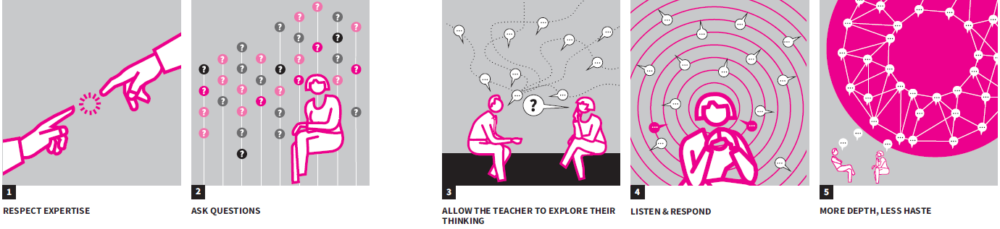 1
RESPECT EXPERTISE
2
ASK QUESTIONS
?
3
ALLOW THE TEACHER TO EXPLORE THEIR
THINKING
4
LISTEN & RESPOND
5
MORE DEPTH, LESS HASTE